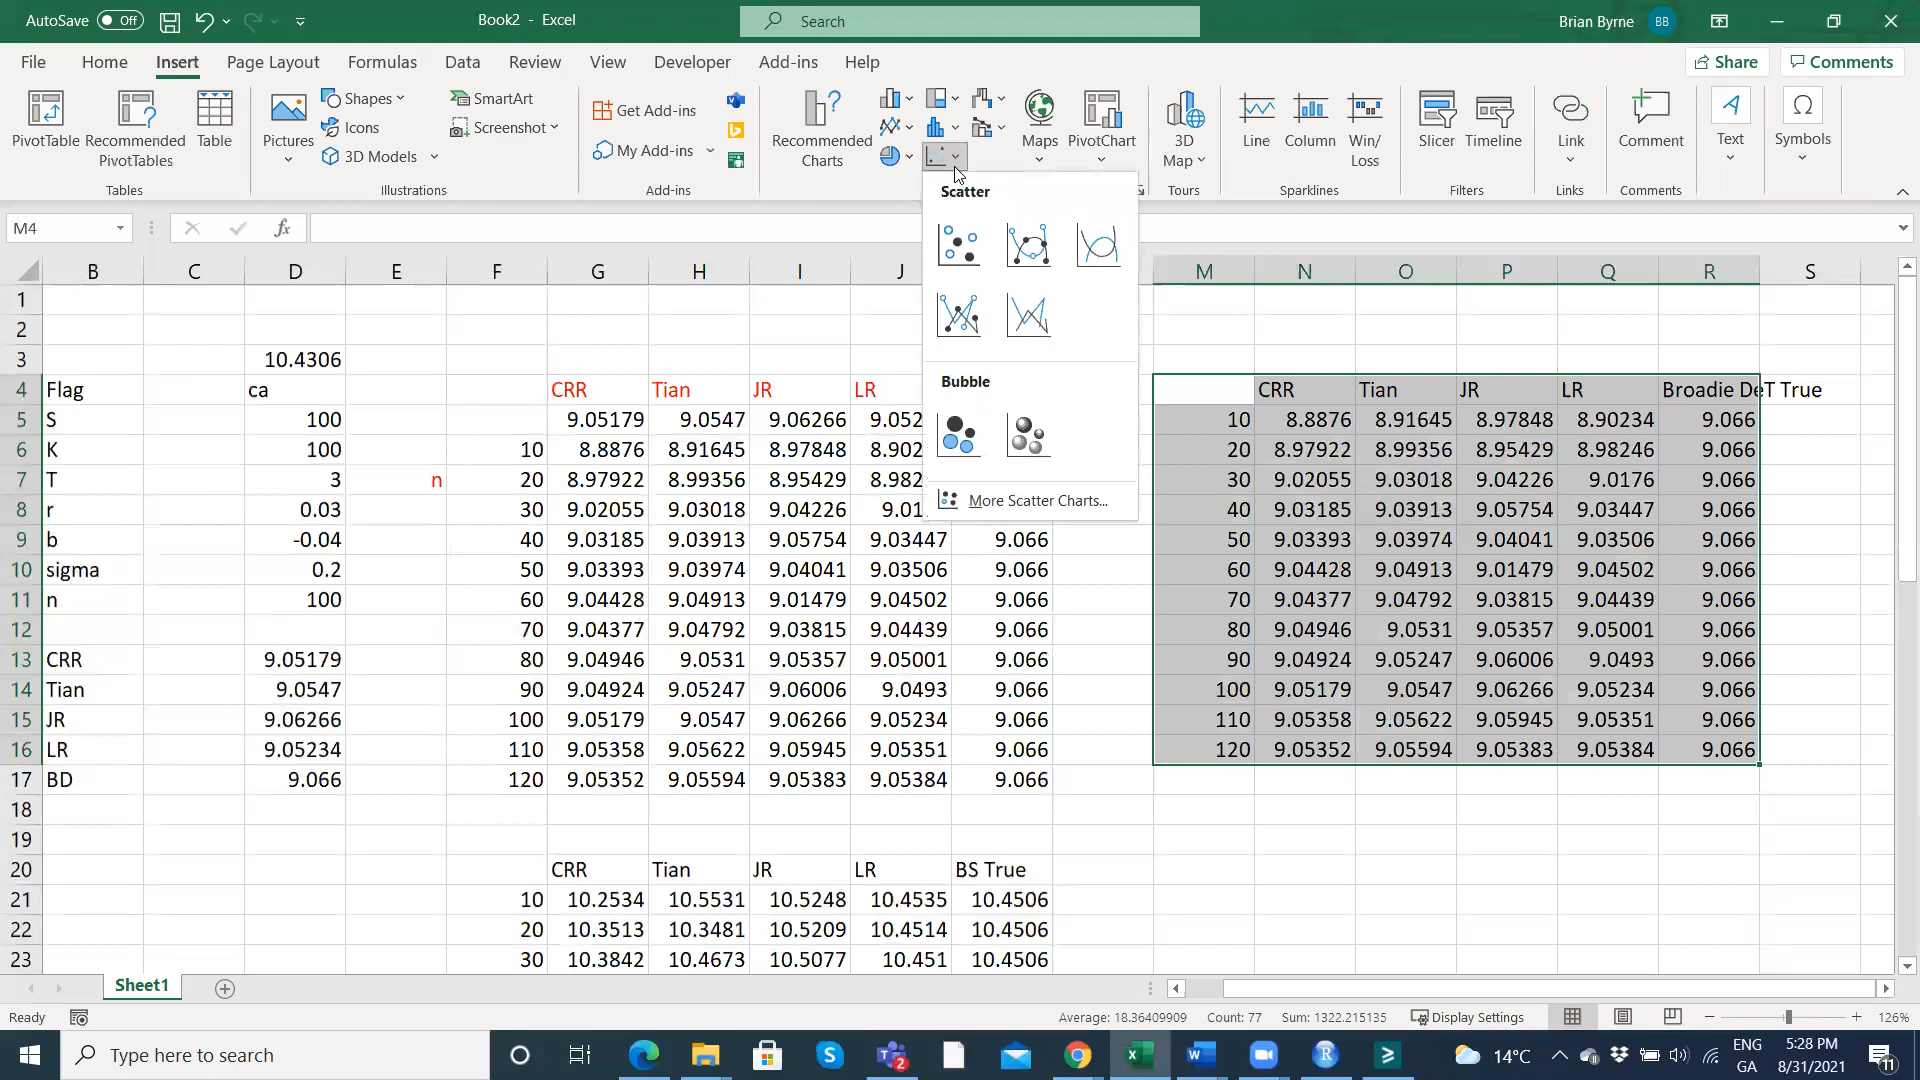 AutoSave Off Book2 - Excel Search Brian Byrne BB
File Home Insert Page Layout Formulas Data Review View Developer Add-ins Help Share Comments
PivotTable
Recommended
PivotTables
Table
Tables
Pictures
Shapes
Icons
3D Models
SmartArt
Screenshot
Illustrations
Get Add-ins
My Add-ins
Add-ins
Recommended
Charts
Maps
PivotChart
3D
Map
Tours
Line
Column
Win/
Loss
Sparklines
Slicer
Timeline
Filters
Link
Links
Comment
Comments
Text
Symbols
Scatter
Bubble
More Scatter Charts...
M4 fx
B C D E F G H I J M N O P Q R S
1
2
3 10.4306
4 Flag ca CRR Tian JR LR CRR Tian JR LR Broadie DeT True
5 S 100 9.05179 9.0547 9.06266 9.052 10 8.8876 8.91645 8.97848 8.90234 9.066
6 K 100 10 8.8876 8.91645 8.97848 8.902 20 8.97922 8.99356 8.95429 8.98246 9.066
7 T 3 n 20 8.97922 8.99356 8.95429 8.982 30 9.02055 9.03018 9.04226 9.0176 9.066
8 r 0.03 30 9.02055 9.03018 9.04226 9.01 40 9.03185 9.03913 9.05754 9.03447 9.066
9 b -0.04 40 9.03185 9.03913 9.05754 9.03447 9.066 50 9.03393 9.03974 9.04041 9.03506 9.066
10 sigma 0.2 50 9.03393 9.03974 9.04041 9.03506 9.066 60 9.04428 9.04913 9.01479 9.04502 9.066
11 n 100 60 9.04428 9.04913 9.01479 9.04502 9.066 70 9.04377 9.04792 9.03815 9.04439 9.066
12 70 9.04377 9.04792 9.03815 9.04439 9.066 80 9.04946 9.0531 9.05357 9.05001 9.066
13 CRR 9.05179 80 9.04946 9.0531 9.05357 9.05001 9.066 90 9.04924 9.05247 9.06006 9.0493 9.066
14 Tian 9.0547 90 9.04924 9.05247 9.06006 9.0493 9.066 100 9.05179 9.0547 9.06266 9.05234 9.066
15 JR 9.06266 100 9.05179 9.0547 9.06266 9.05234 9.066 110 9.05358 9.05622 9.05945 9.05351 9.066
16 LR 9.05234 110 9.05358 9.05622 9.05945 9.05351 9.066 120 9.05352 9.05594 9.05383 9.05384 9.066
17 BD 9.066 120 9.05352 9.05594 9.05383 9.05384 9.066
18
19
20 CRR Tian JR LR BS True
21 10 10.2534 10.5531 10.5248 10.4535 10.4506
22 20 10.3513 10.3481 10.5209 10.4514 10.4506
23 30 10.3842 10.4673 10.5077 10.451 10.4506
Sheet1
Ready Average: 18.36409909 Count: 77 Sum: 1322.215135 Display Settings 126%
Type here to search 2 14°C ENG 5:28 PM
GA 8/31/2021 11